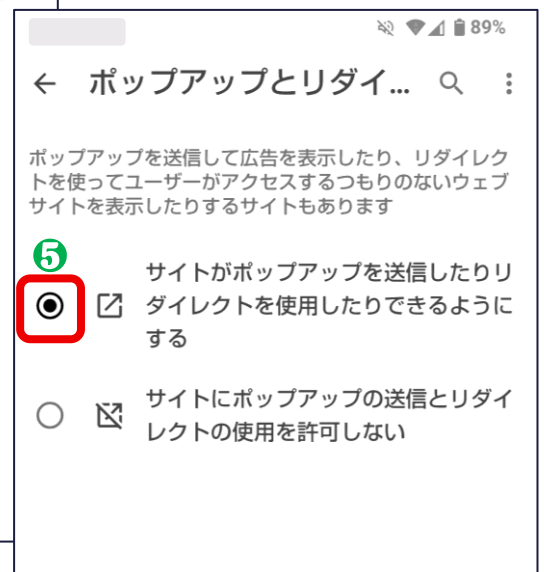 89%
ポップアップとリダイ...
ポップアップを送信して広告を表示したり、リダイレク
トを使ってユーザーがアクセスするつもりのないウェブ
サイトを表示したりするサイトもあります
5
サイトがポップアップを送信したりリ
ダイレクトを使用したりできるように
する
サイトにポップアップの送信とリダイ
レクトの使用を許可しない